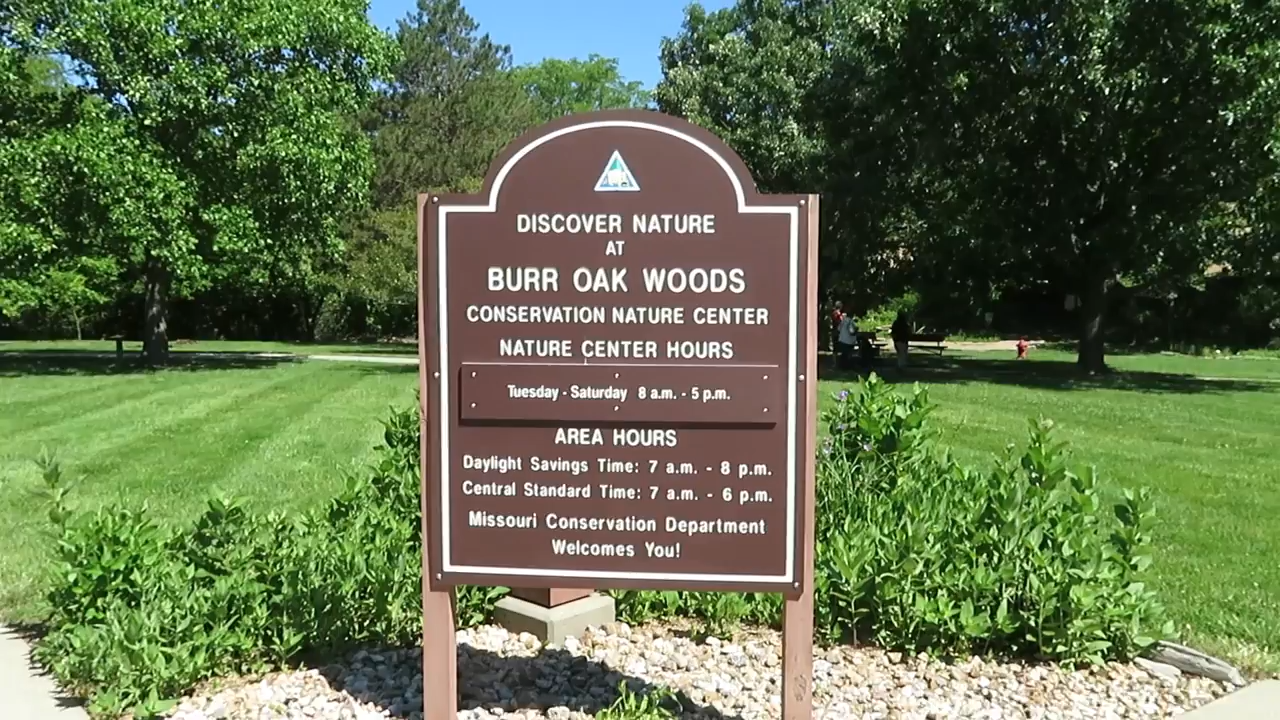 DISCOVER NATURE
AT
BURR OAK WOODS
CONSERVATION NATURE CENTER
NATURE CENTER HOURS
Tuesday - Saturday 8 a.m. - 5 p.m.
AREA HOURS
Daylight Savings Time: 7 a.m. - 8 p.m.
Central Standard Time: 7 a.m. - 6 p.m.
Missouri Conservation Department
Welcomes You!